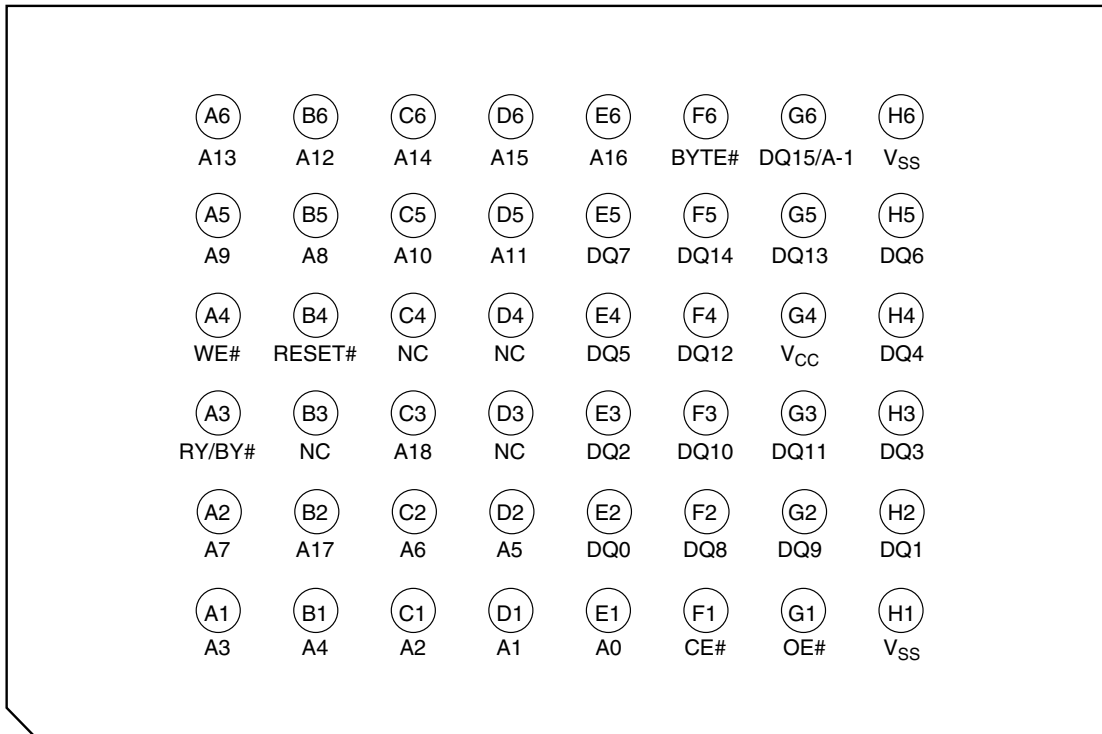 A6 B6 C6 D6 E6 F6 G6 H6
A13 A12 A14 A15 A16 BYTE# DQ15/A-1 VSS
A5 B5 C5 D5 E5 F5 G5 H5
A9 A8 A10 A11 DQ7 DQ14 DQ13 DQ6
A4 B4 C4 D4 E4 F4 G4 H4
WE# RESET# NC NC DQ5 DQ12 VCC DQ4
A3 B3 C3 D3 E3 F3 G3 H3
RY/BY# NC A18 NC DQ2 DQ10 DQ11 DQ3
A2 B2 C2 D2 E2 F2 G2 H2
A7 A17 A6 A5 DQ0 DQ8 DQ9 DQ1
A1 B1 C1 D1 E1 F1 G1 H1
A3 A4 A2 A1 A0 CE# OE# VSS